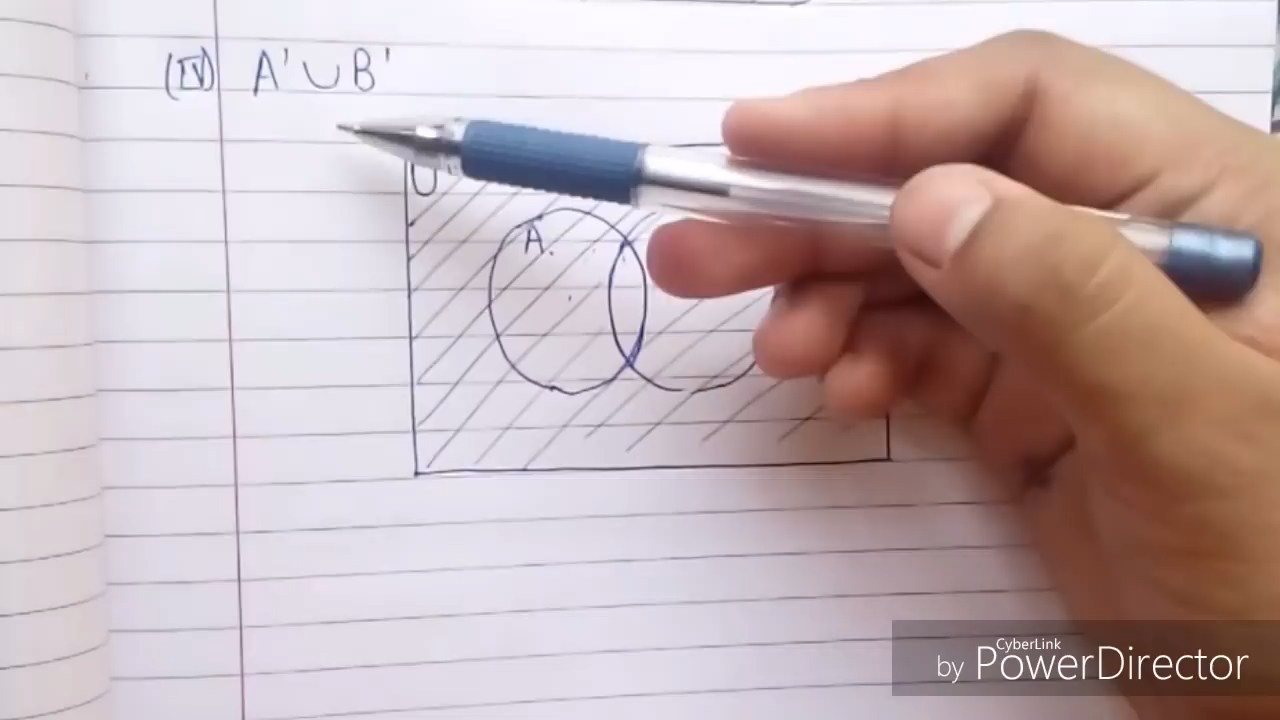 (IV) A' ∪ B'
U
A
CyberLink
by PowerDirector